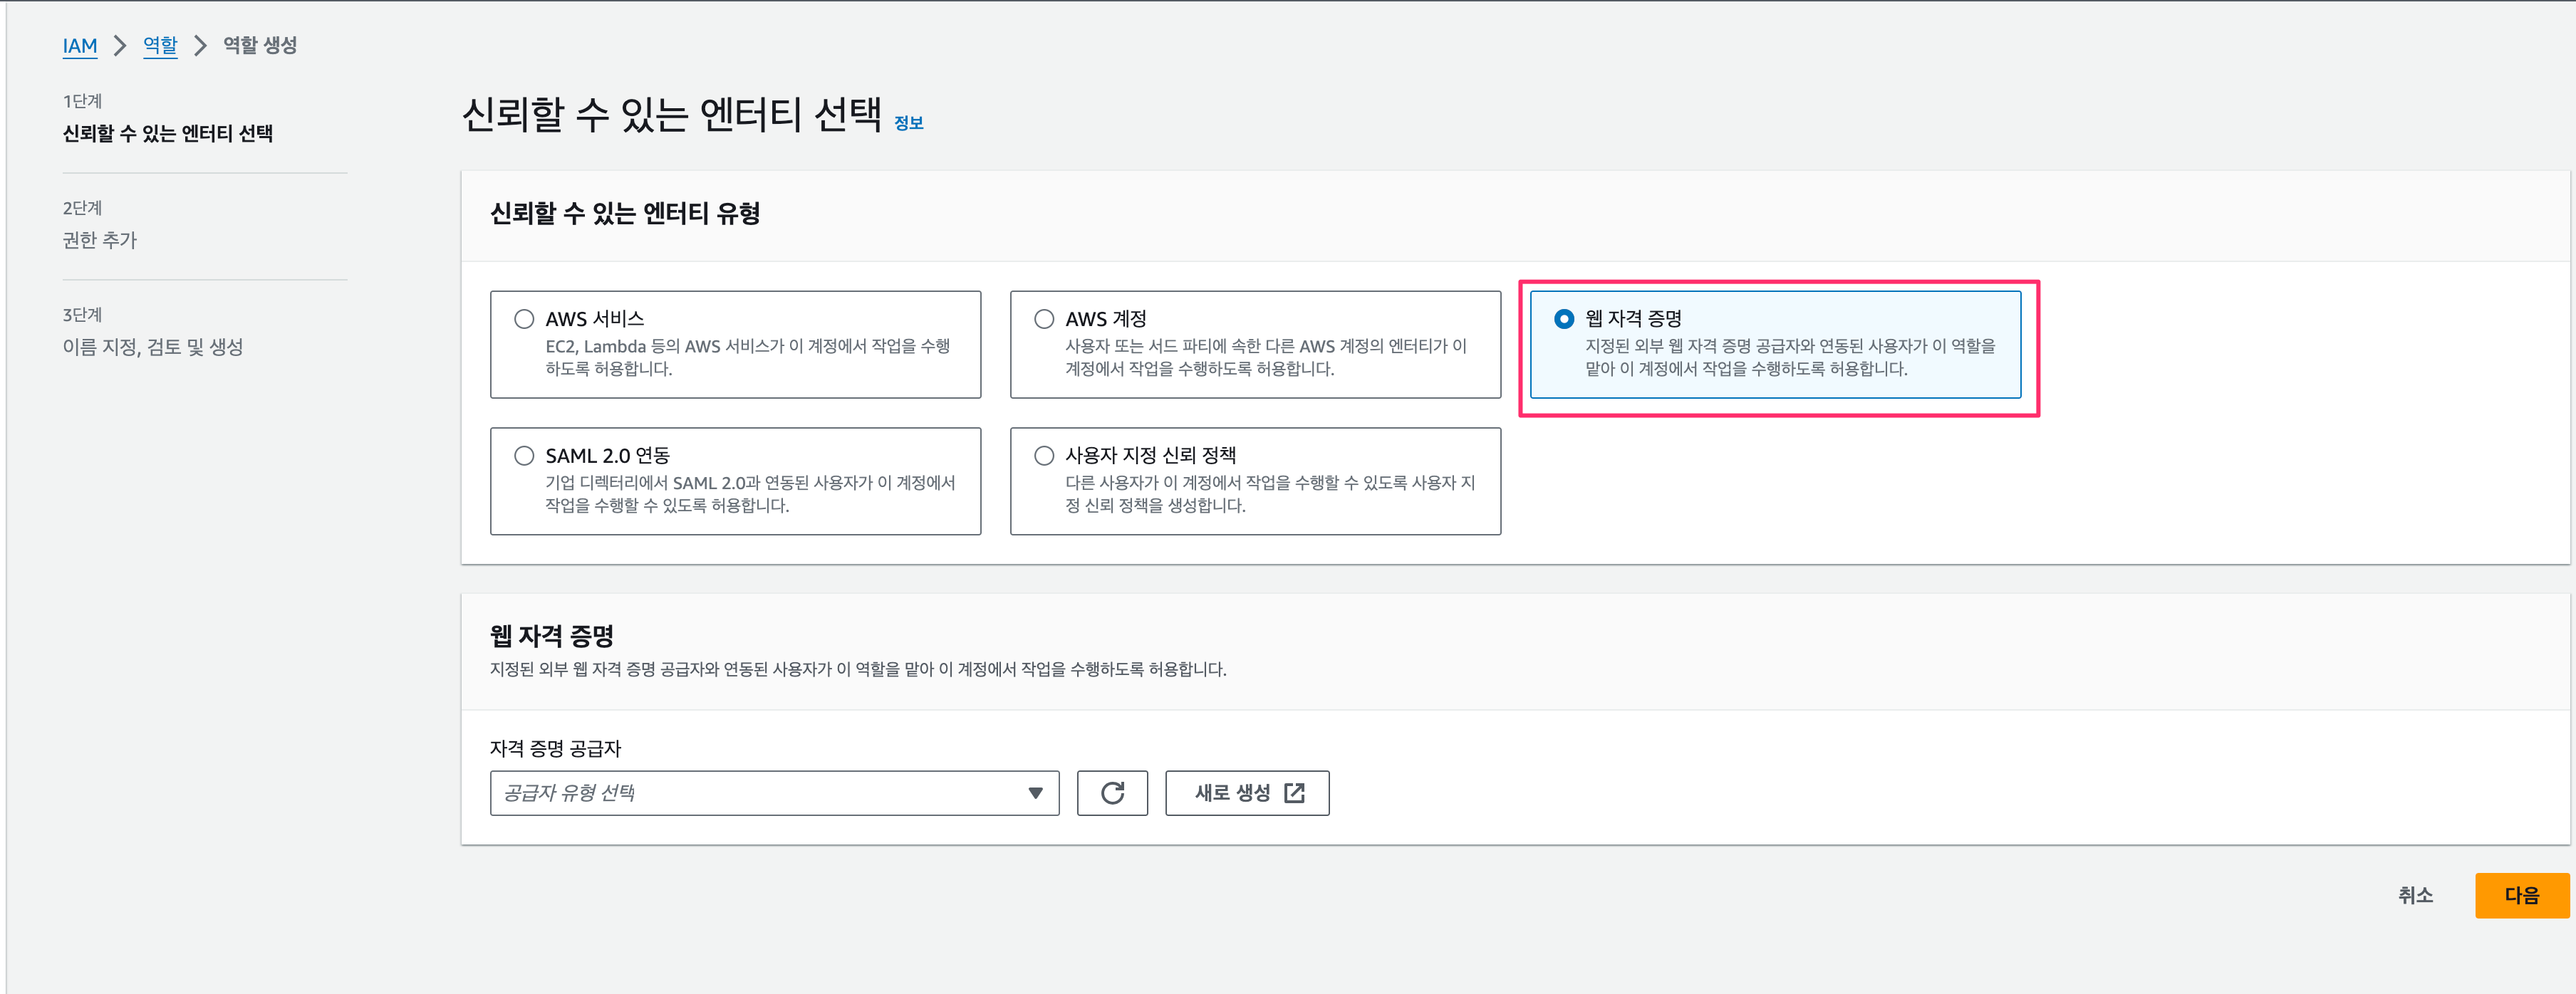 IAM > 역할 > 역할 생성
1단계
신뢰할 수 있는 엔터티 선택
2단계
권한 추가
3단계
이름 지정, 검토 및 생성
신뢰할 수 있는 엔터티 선택 정보
신뢰할 수 있는 엔터티 유형
AWS 서비스
EC2, Lambda 등의 AWS 서비스가 이 계정에서 작업을 수행
하도록 허용합니다.
AWS 계정
사용자 또는 서드 파티에 속한 다른 AWS 계정의 엔터티가 이
계정에서 작업을 수행하도록 허용합니다.
웹 자격 증명
지정된 외부 웹 자격 증명 공급자와 연동된 사용자가 이 역할을
맡아 이 계정에서 작업을 수행하도록 허용합니다.
SAML 2.0 연동
기업 디렉터리에서 SAML 2.0과 연동된 사용자가 이 계정에서
작업을 수행할 수 있도록 허용합니다.
사용자 지정 신뢰 정책
다른 사용자가 이 계정에서 작업을 수행할 수 있도록 사용자 지
정 신뢰 정책을 생성합니다.
웹 자격 증명
지정된 외부 웹 자격 증명 공급자와 연동된 사용자가 이 역할을 맡아 이 계정에서 작업을 수행하도록 허용합니다.
자격 증명 공급자
공급자 유형 선택
새로 생성
취소
다음